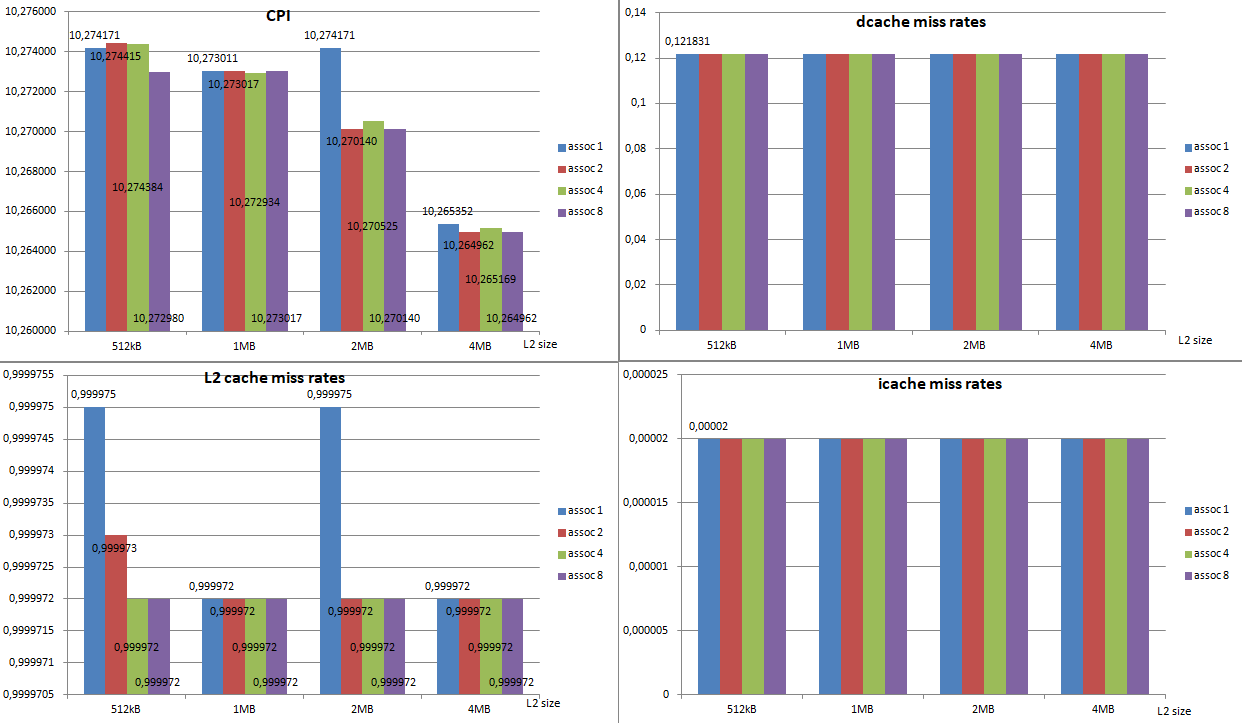 CPI
10,276000
10,274000
10,272000
10,270000
10,268000
10,266000
10,264000
10,262000
10,260000
10,274171
10,274415
10,274384
10,272980
10,273011
10,273017
10,272934
10,273017
10,274171
10,270140
10,270525
10,270140
10,265352
10,264962
10,265169
10,264962
512kB 1MB 2MB 4MB
L2 size
assoc 1
assoc 2
assoc 4
assoc 8
dcache miss rates
0,14
0,12
0,1
0,08
0,06
0,04
0,02
0
0,121831
512kB 1MB 2MB 4MB
L2 size
assoc 1
assoc 2
assoc 4
assoc 8
L2 cache miss rates
0,9999755
0,999975
0,9999745
0,999974
0,9999735
0,999973
0,9999725
0,999972
0,9999715
0,999971
0,9999705
0,999975
0,999973
0,999972
0,999972
0,999972
0,999972
0,999972
0,999972
0,999975
0,999972
0,999972
0,999972
0,999972
0,999972
0,999972
0,999972
512kB 1MB 2MB 4MB
L2 size
assoc 1
assoc 2
assoc 4
assoc 8
icache miss rates
0,000025
0,00002
0,000015
0,00001
0,000005
0
0,00002
512kB 1MB 2MB 4MB
L2 size
assoc 1
assoc 2
assoc 4
assoc 8